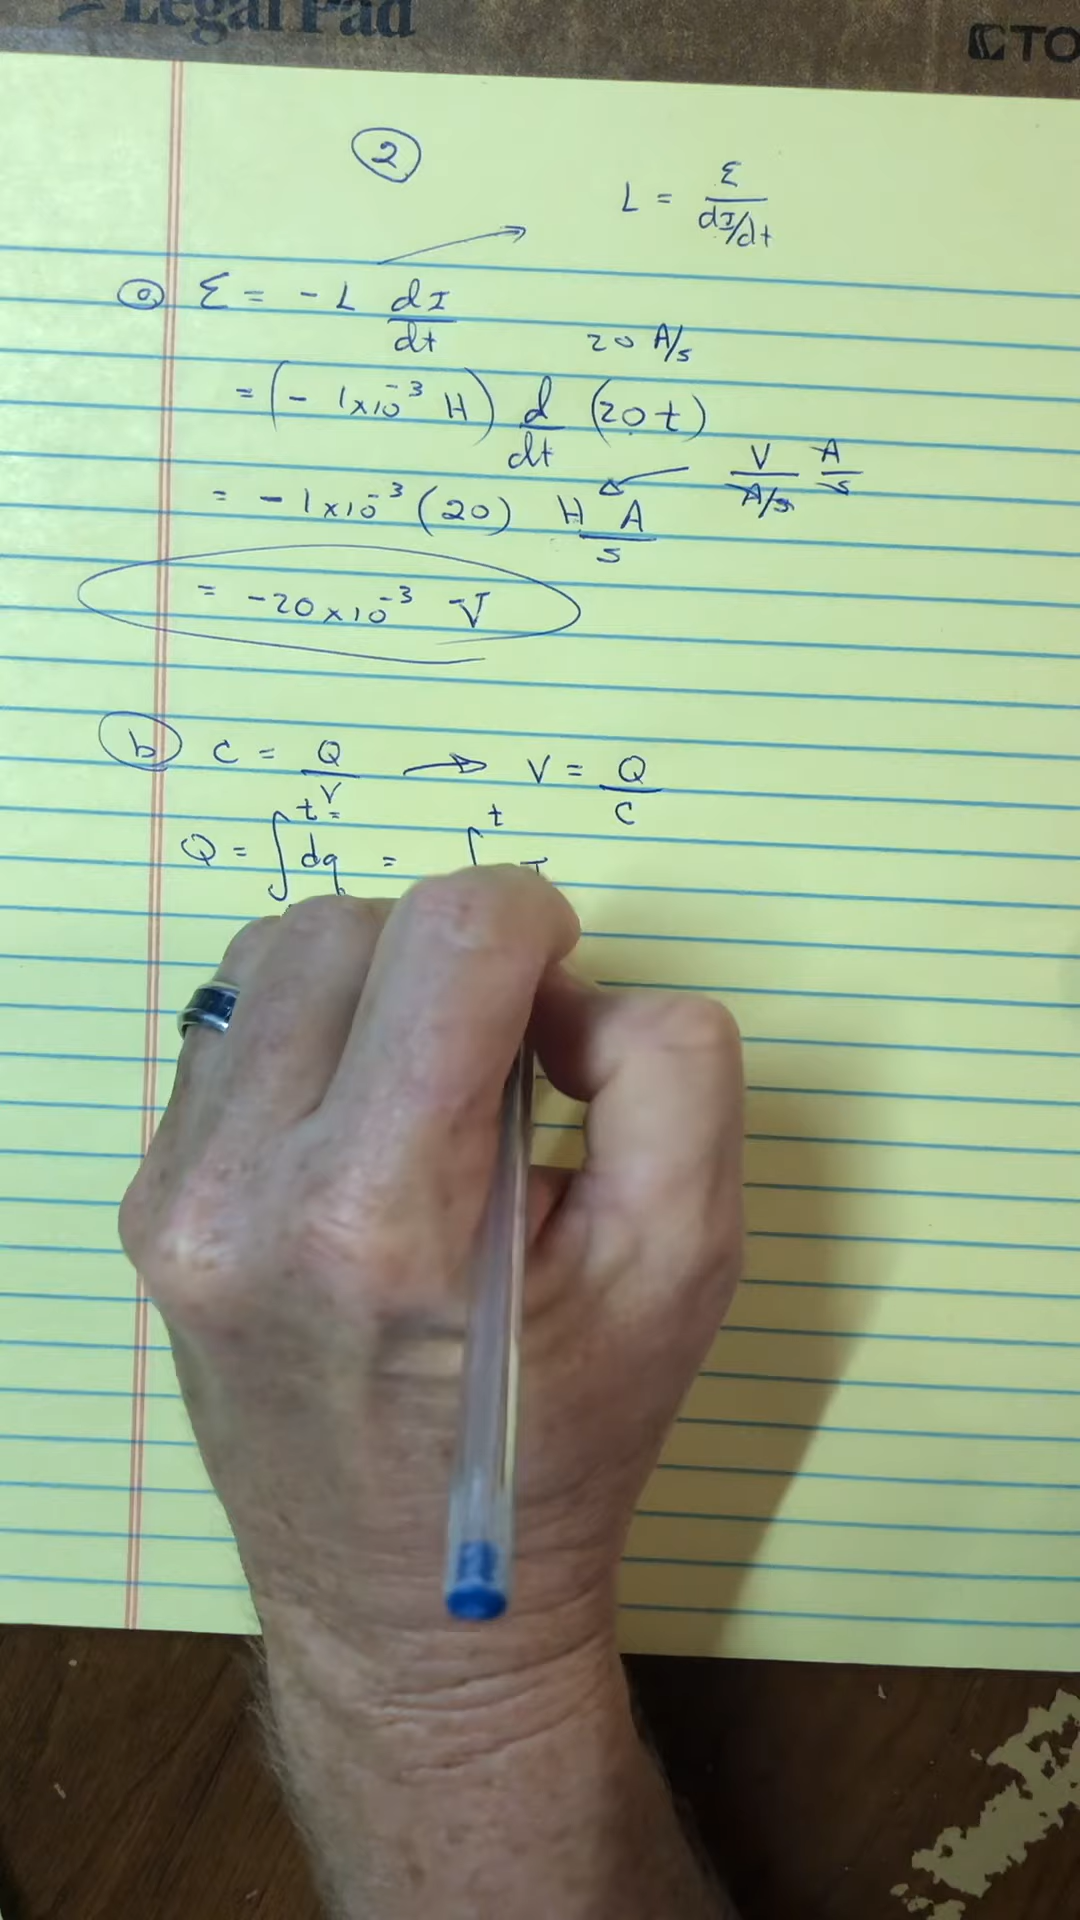 Legal Pad
TO
2
L = ε / dI/dt
a ε = - L dI/dt
20 A/s
= (- 1x10^-3 H) d/dt (20t)
V / A/s A/s
= - 1x10^-3 (20) H A/s
= -20x10^-3 V
b C = Q/V → V = Q/C
Q = ∫ t dq = ∫ t I